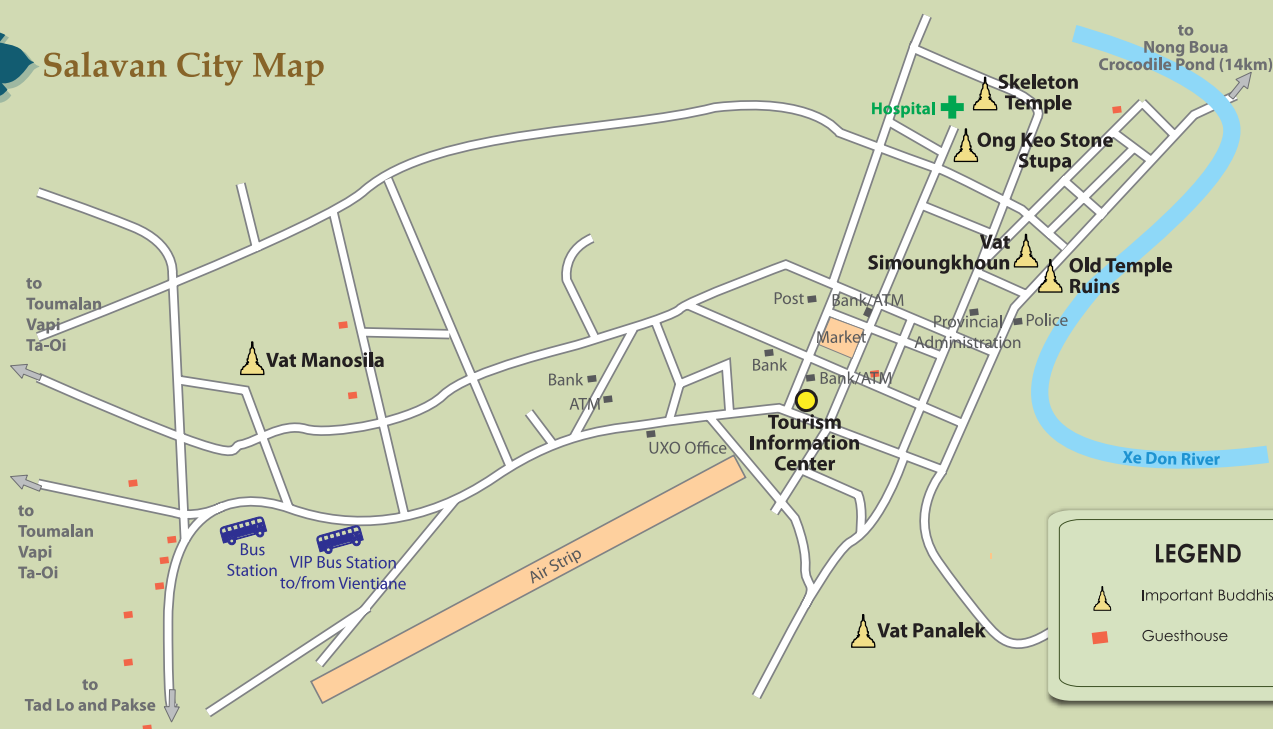 Salavan City Map
to
Nong Boua
Crocodile Pond (14km)
Hospital
Skeleton
Temple
Ong Keo Stone
Stupa
Vat
Simoungkhoun
Old Temple
Ruins
to
Toumalan
Vapi
Ta-Oi
Vat Manosila
Post
Bank/ATM
Market
Provincial
Administration
Police
Bank
Bank/ATM
Bank
ATM
UXO Office
Tourism
Information
Center
Xe Don River
to
Toumalan
Vapi
Ta-Oi
Bus
Station
VIP Bus Station
to/from Vientiane
Air Strip
Vat Panalek
to
Tad Lo and Pakse
LEGEND
Important Buddhis
Guesthouse